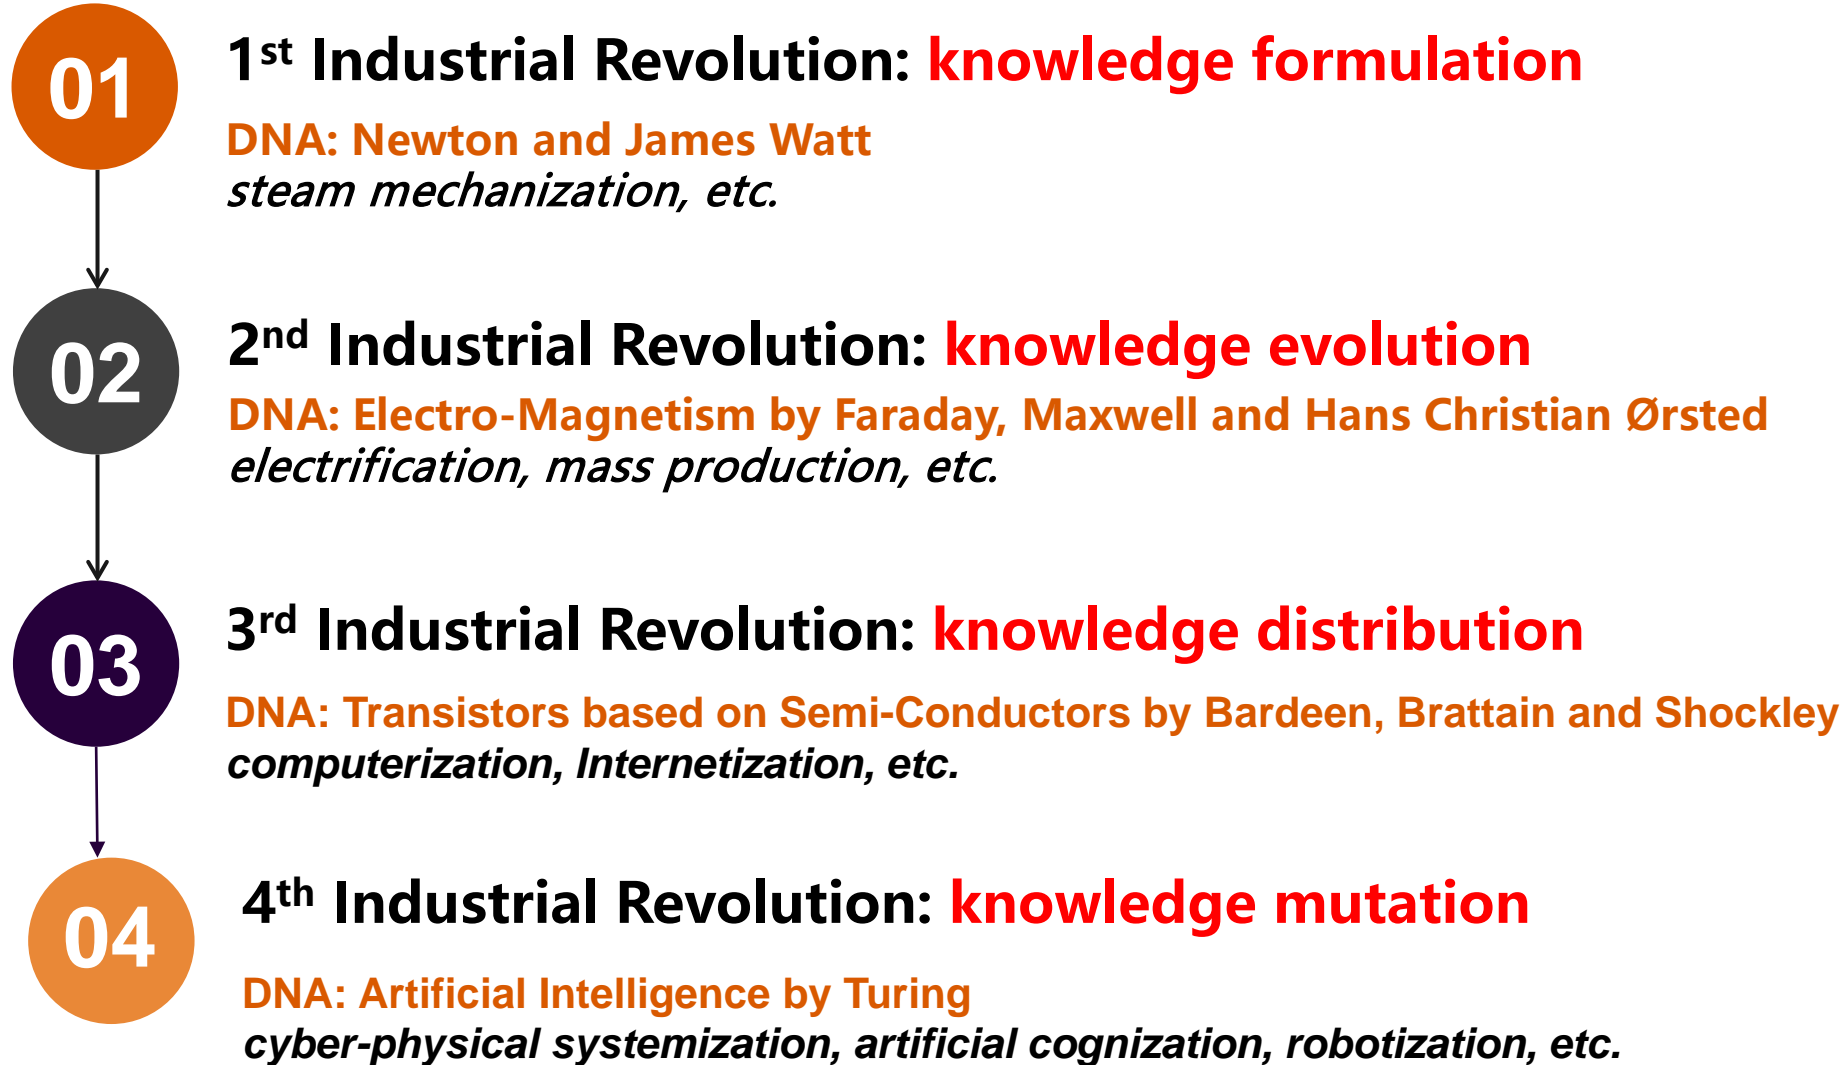 01
1st Industrial Revolution: knowledge formulation
DNA: Newton and James Watt
steam mechanization, etc.
02
2nd Industrial Revolution: knowledge evolution
DNA: Electro-Magnetism by Faraday, Maxwell and Hans Christian Ørsted
electrification, mass production, etc.
03
3rd Industrial Revolution: knowledge distribution
DNA: Transistors based on Semi-Conductors by Bardeen, Brattain and Shockley
computerization, Internetization, etc.
04
4th Industrial Revolution: knowledge mutation
DNA: Artificial Intelligence by Turing
cyber-physical systemization, artificial cognization, robotization, etc.